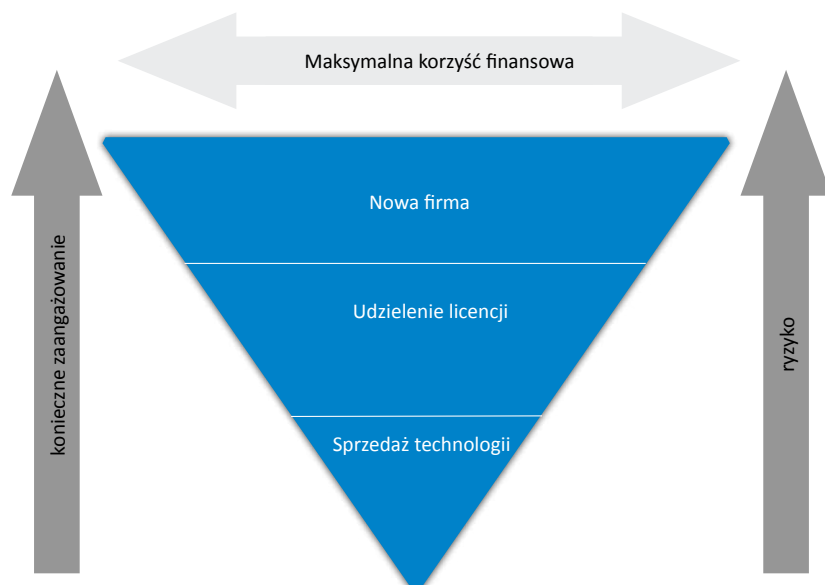 Maksymalna korzyść finansowa
Nowa firma
Udzielenie licencji
Sprzedaż technologii
konieczne zaangażowanie
ryzyko